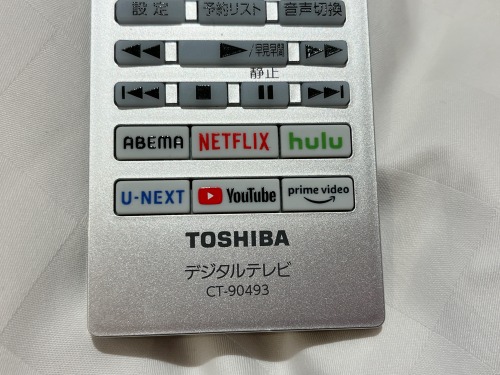 設定 予約リスト 音声切換
/早見早聞
静止
ABEMA NETFLIX hulu
U-NEXT YouTube prime video
TOSHIBA
デジタルテレビ
CT-90493